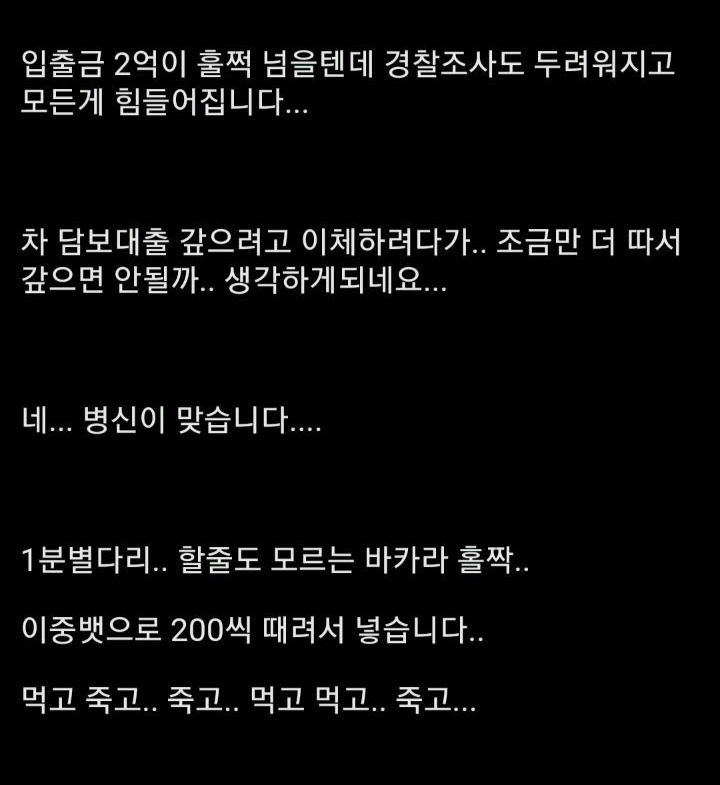 입출금 2억이 훌쩍 넘을텐데 경찰조사도 두려워지고
모든게 힘들어집니다...
차 담보대출 갚으려고 이체하려다가.. 조금만 더 따서
갚으면 안될까.. 생각하게되네요...
네... 병신이 맞습니다....
1분별다리.. 할줄도 모르는 바카라 홀짝..
이중뱃으로 200씩 때려서 넣습니다..
먹고 죽고.. 죽고.. 먹고 먹고.. 죽고...